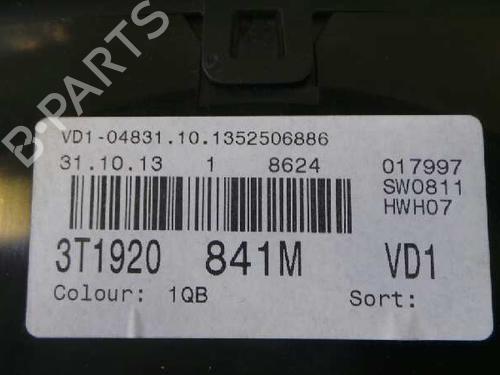 VD1-04831.10.1352506886
31.10.13 1 8624 017997
SW0811
HWH07
3T1920 841M VD1
Colour: 1QB Sort:
B-PARTS